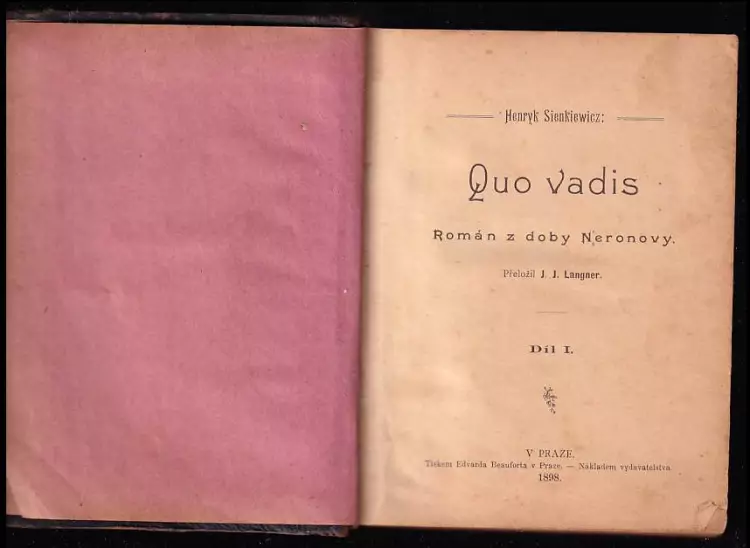 Henryk Sienkiewicz:
Quo vadis
Román z doby Neronovy.
Přeložil J. J. Langner.
Díl I.
V PRAZE.
Tiskem Edvarda Beauforta v Praze. — Nákladem vydavatelstva
1898.